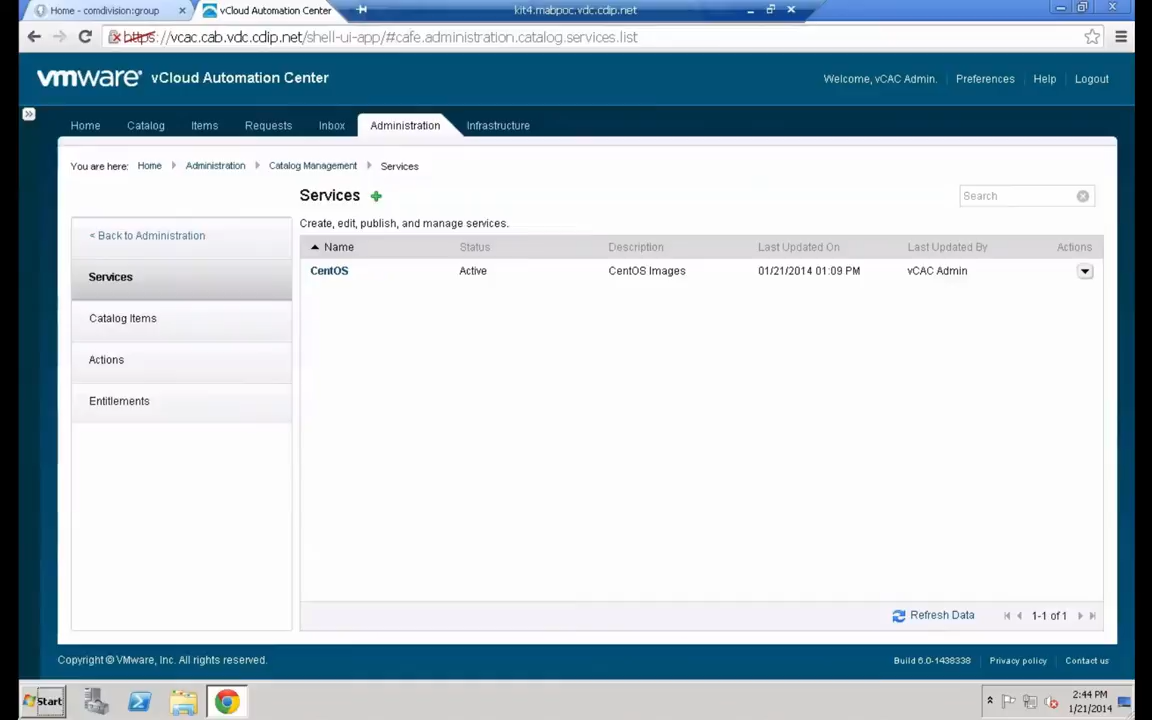 Home - comdivision:group
vCloud Automation Center
kit4.mabpoc.vdc.cdip.net
https://vcac.cab.vdc.cdip.net/shell-ui-app/#cafe.administration.catalog.services.list
vmware vCloud Automation Center
Welcome, vCAC Admin. Preferences Help Logout
Home Catalog Items Requests Inbox Administration Infrastructure
You are here: Home Administration Catalog Management Services
Services
Search
Create, edit, publish, and manage services.
< Back to Administration
Services
Catalog Items
Actions
Entitlements
Name Status Description Last Updated On Last Updated By Actions
CentOS Active CentOS Images 01/21/2014 01:09 PM vCAC Admin
Refresh Data 1-1 of 1
Copyright © VMware, Inc. All rights reserved.
Build 6.0-1438338 Privacy policy Contact us
Start
2:44 PM
1/21/2014